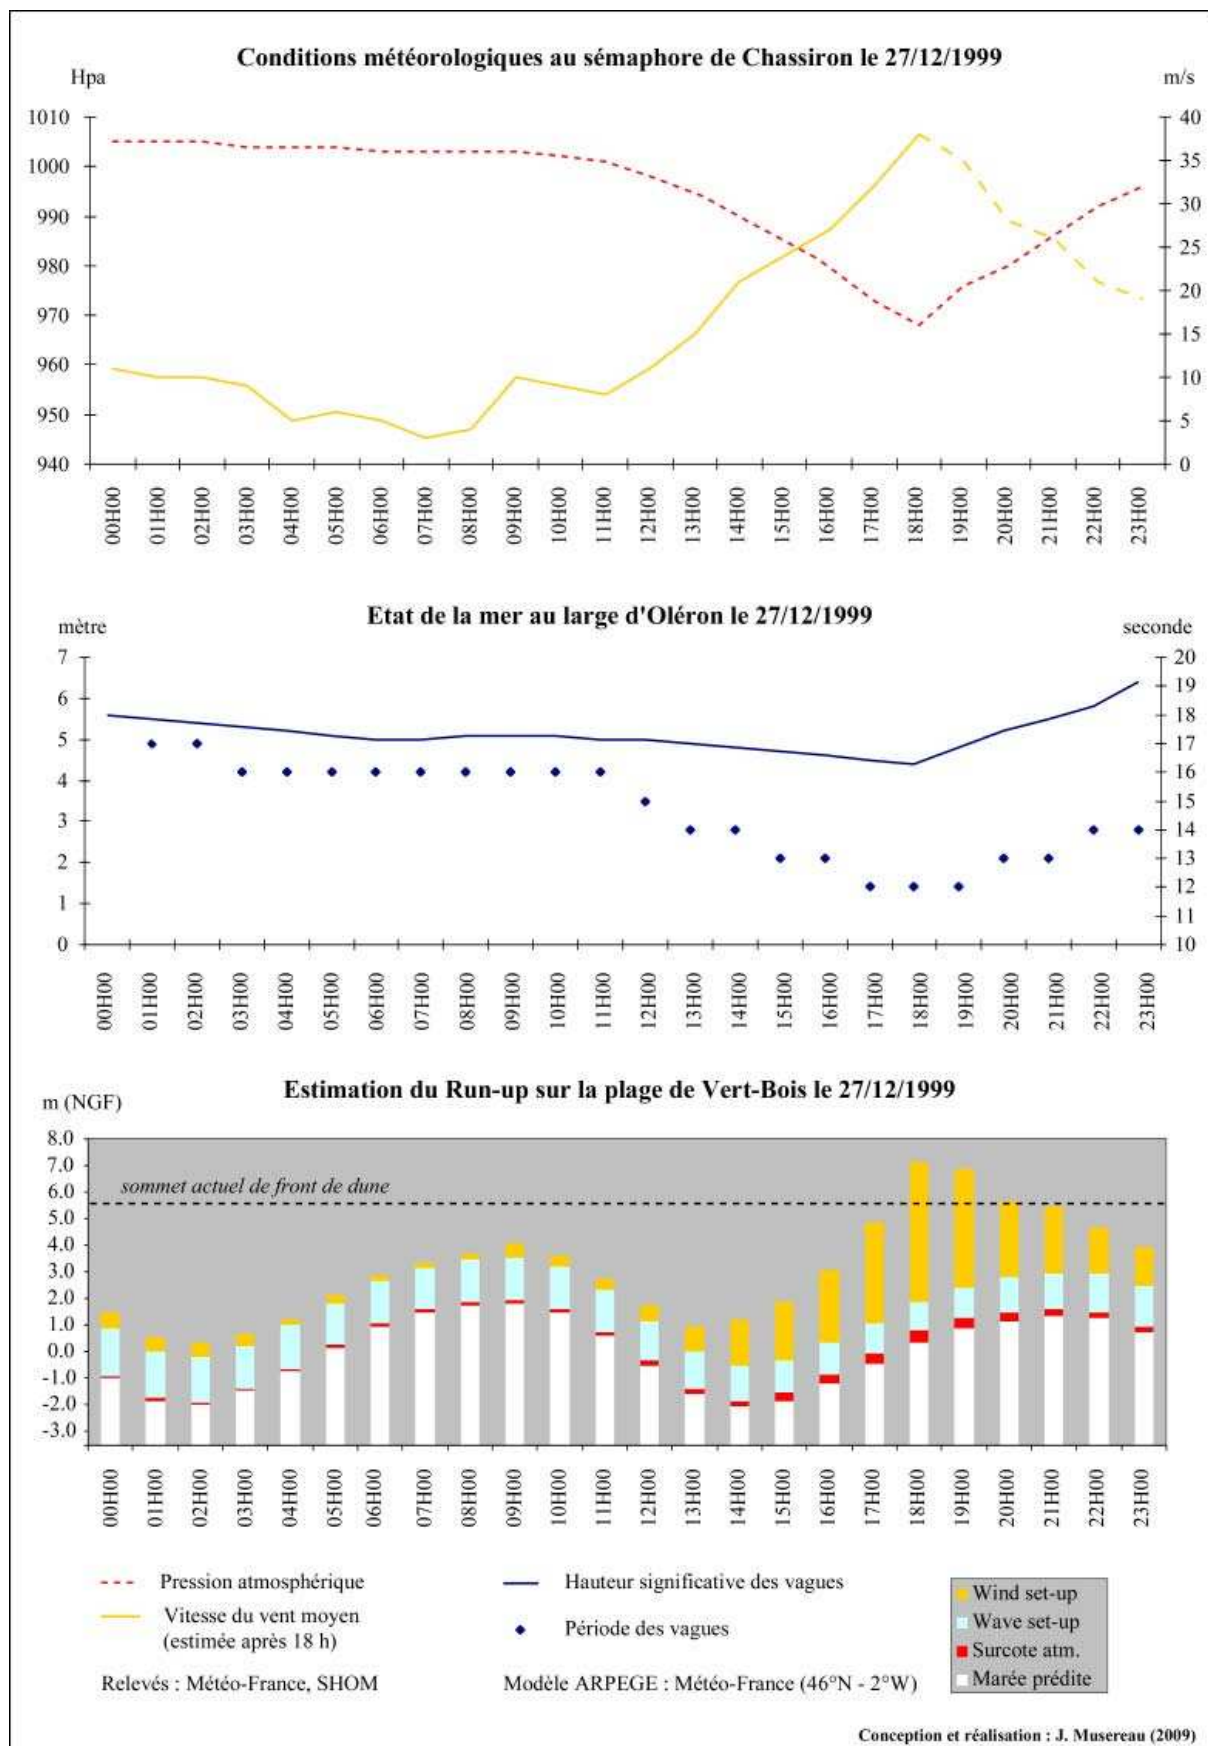 Conditions météorologiques au sémaphore de Chassiron le 27/12/1999
Hpa
m/s
1010
1000
990
980
970
960
950
940
40
35
30
25
20
15
10
5
0
00H00
01H00
02H00
03H00
04H00
05H00
06H00
07H00
08H00
09H00
10H00
11H00
12H00
13H00
14H00
15H00
16H00
17H00
18H00
19H00
20H00
21H00
22H00
23H00
Etat de la mer au large d'Oléron le 27/12/1999
mètre
seconde
7
6
5
4
3
2
1
0
20
19
18
17
16
15
14
13
12
11
10
00H00
01H00
02H00
03H00
04H00
05H00
06H00
07H00
08H00
09H00
10H00
11H00
12H00
13H00
14H00
15H00
16H00
17H00
18H00
19H00
20H00
21H00
22H00
23H00
Estimation du Run-up sur la plage de Vert-Bois le 27/12/1999
m (NGF)
8.0
7.0
6.0
5.0
4.0
3.0
2.0
1.0
0.0
-1.0
-2.0
-3.0
sommet actuel de front de dune
00H00
01H00
02H00
03H00
04H00
05H00
06H00
07H00
08H00
09H00
10H00
11H00
12H00
13H00
14H00
15H00
16H00
17H00
18H00
19H00
20H00
21H00
22H00
23H00
Pression atmosphérique
Vitesse du vent moyen
(estimée après 18 h)
Hauteur significative des vagues
Période des vagues
Wind set-up
Wave set-up
Surcote atm.
Marée prédite
Relevés : Météo-France, SHOM
Modèle ARPEGE : Météo-France (46°N - 2°W)
Conception et réalisation : J. Musereau (2009)